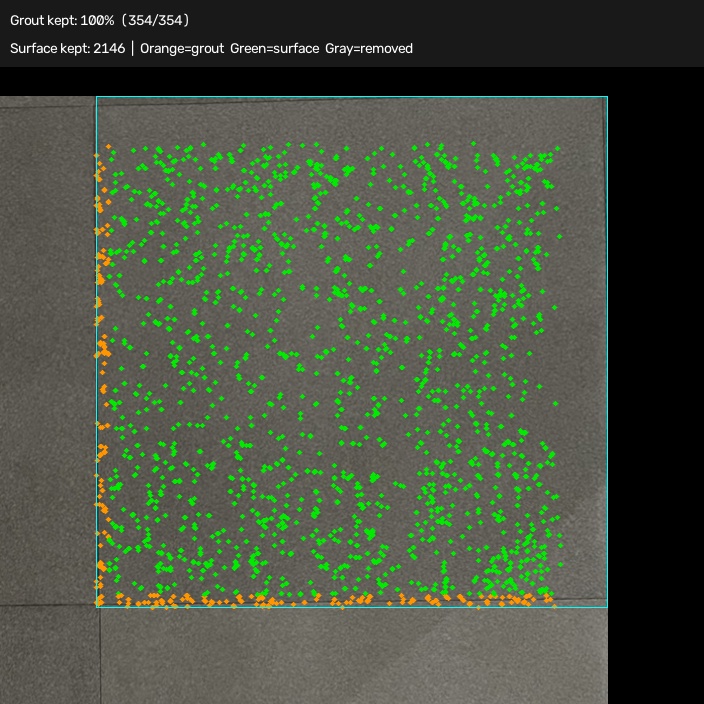 Grout kept: 100% (354/354)
Surface kept: 2146 | Orange=grout Green=surface Gray=removed